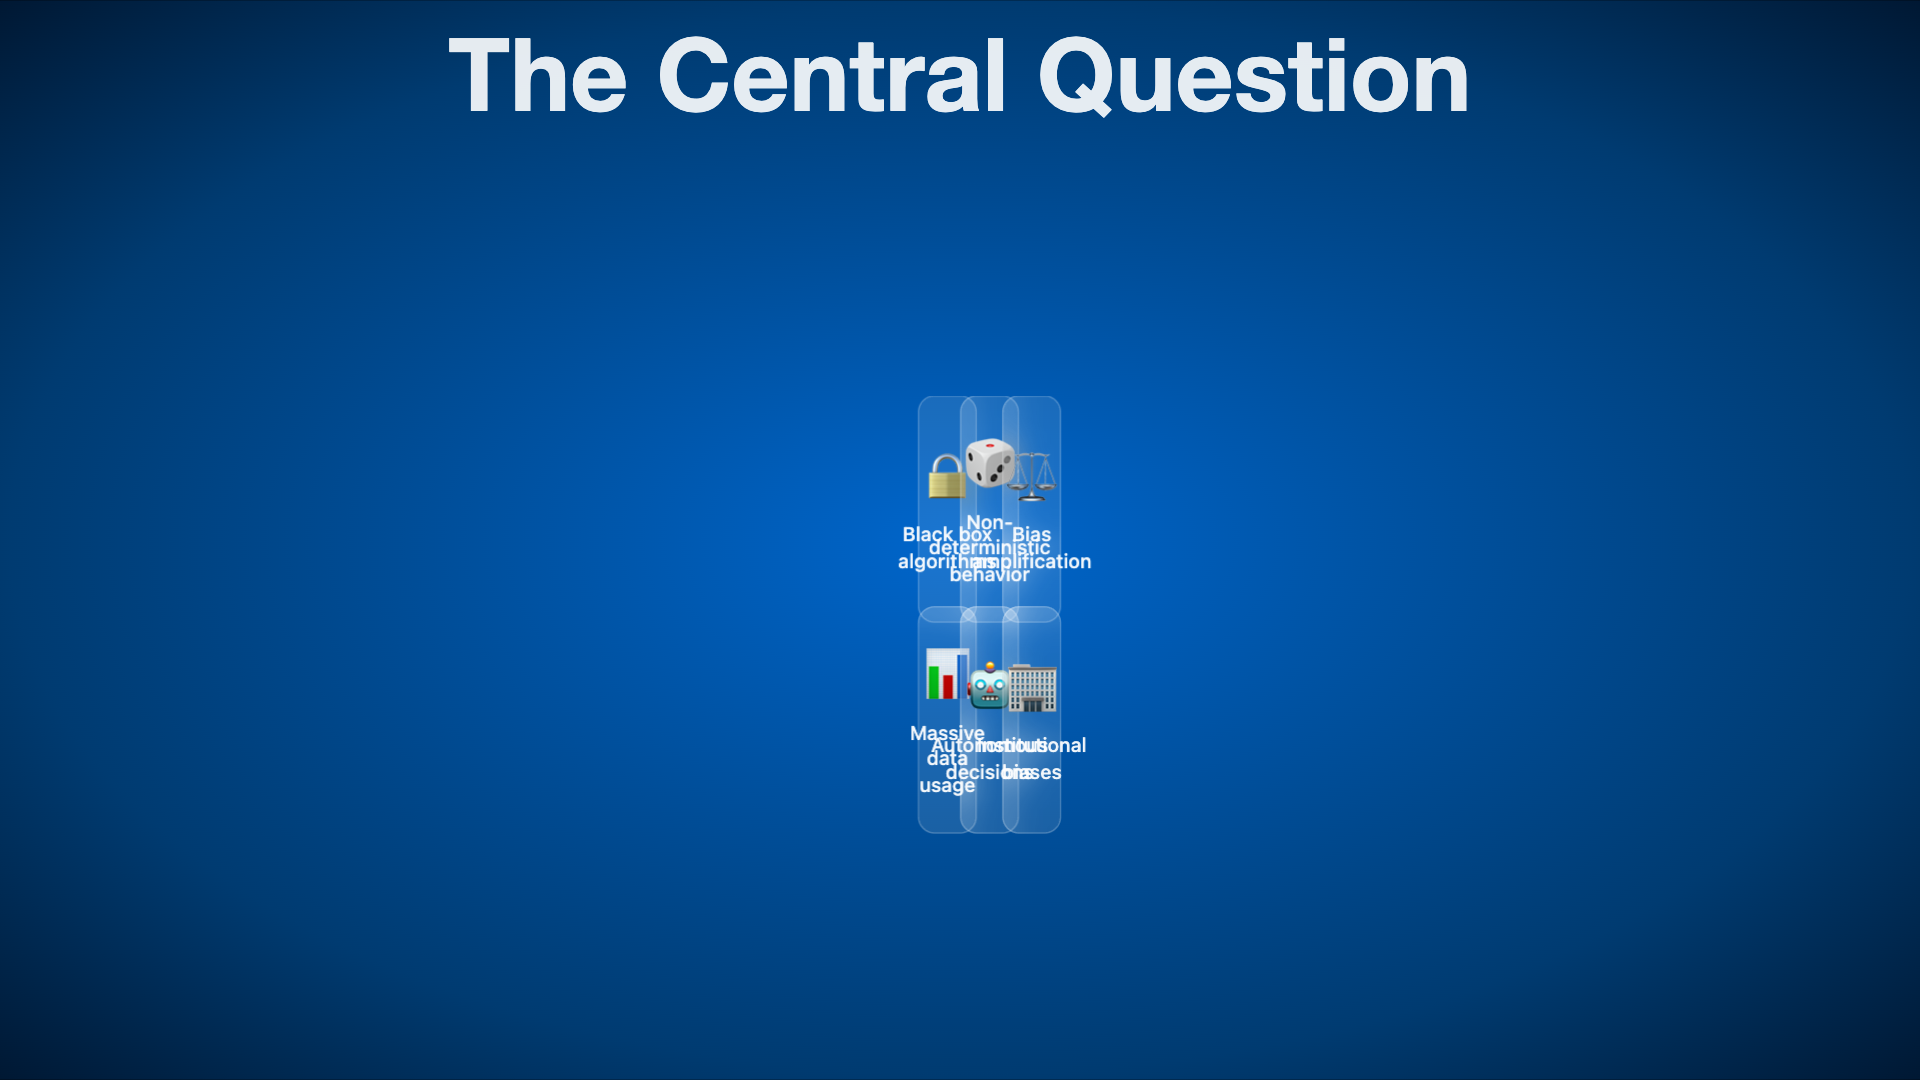 The Central Question
Black box
algorithms
Non-
deterministic
behavior
Bias
amplification
Massive
data
usage
Autonomous
decisions
Institutional
biases